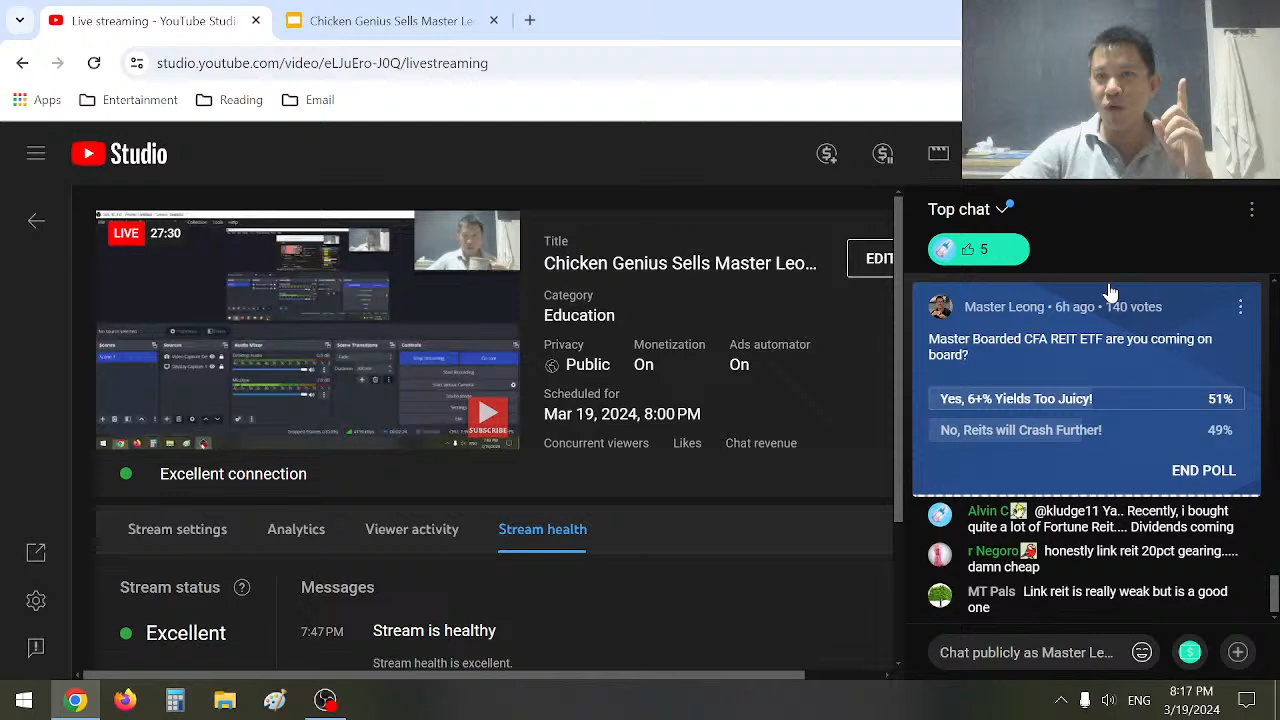 Live streaming - YouTube Studi
Chicken Genius Sells Master Le
studio.youtube.com/video/eLJuEro-J0Q/livestreaming
Apps
Entertainment
Reading
Email
Studio
LIVE 27:30
SUBSCRIBE
Title
Chicken Genius Sells Master Leo...
EDIT
Category
Education
Privacy
Monetization
Ads automator
Public
On
On
Scheduled for
Mar 19, 2024, 8:00 PM
Concurrent viewers
Likes
Chat revenue
Excellent connection
Stream settings
Analytics
Viewer activity
Stream health
Stream status
Messages
Excellent
7:47 PM
Stream is healthy
Stream health is excellent.
Top chat
5
Master Leong • 6h ago • 140 votes
Master Boarded CFA REIT ETF are you coming on
bord?
Yes, 6+% Yields Too Juicy! 51%
No, Reits will Crash Further! 49%
END POLL
Alvin C @kludge11 Ya.. Recently, i bought
quite a lot of Fortune Reit.... Dividends coming
r Negoro honestly link reit 20pct gearing.....
damn cheap
MT Pals Link reit is really weak but is a good
one
Chat publicly as Master Le...
ENG
8:17 PM
3/19/2024